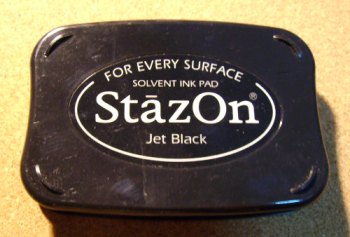 FOR EVERY SURFACE
SOLVENT INK PAD
StāzOn®
Jet Black